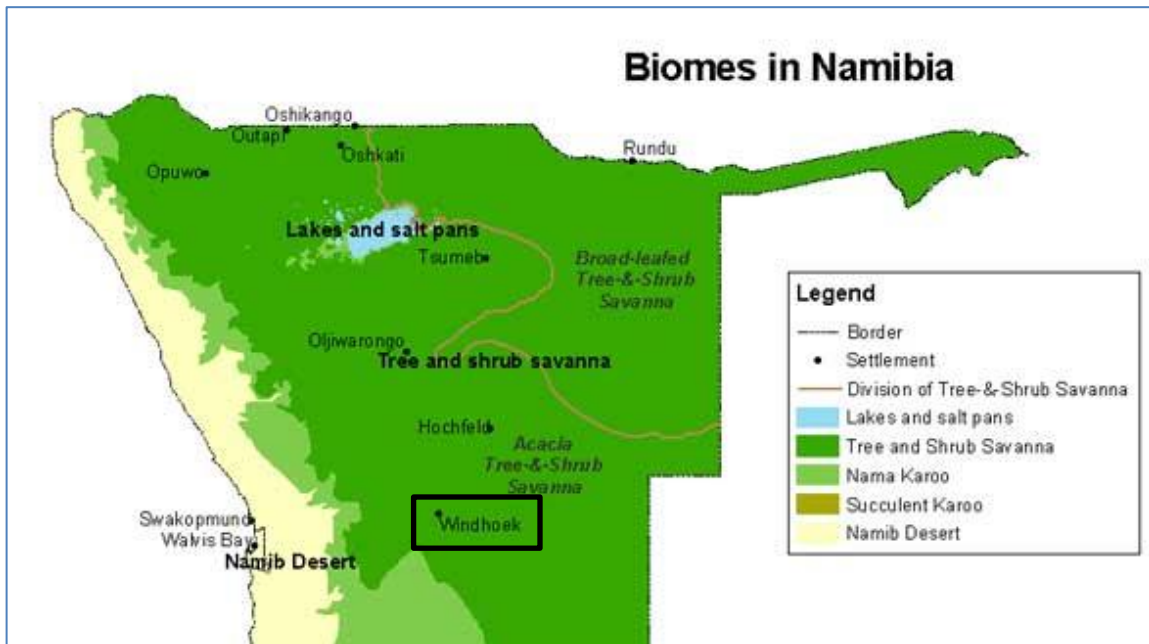 Biomes in Namibia
Oshikango
Outapi
Oshkati
Rundu
Opuwo
Lakes and salt pans
Tsumeb
Broad-leafed
Tree-&-Shrub
Savanna
Oljiwarongo
Tree and shrub savanna
Hochfeld
Acacia
Tree-&-Shrub
Savanna
Windhoek
Swakopmund
Walvis Bay
Namib Desert
Legend
Border
Settlement
Division of Tree-&-Shrub Savanna
Lakes and salt pans
Tree and Shrub Savanna
Nama Karoo
Succulent Karoo
Namib Desert